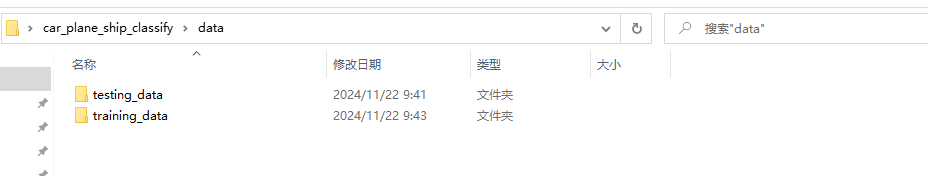 car_plane_ship_classify > data
搜索"data"
名称 修改日期 类型 大小
testing_data 2024/11/22 9:41 文件夹
training_data 2024/11/22 9:43 文件夹